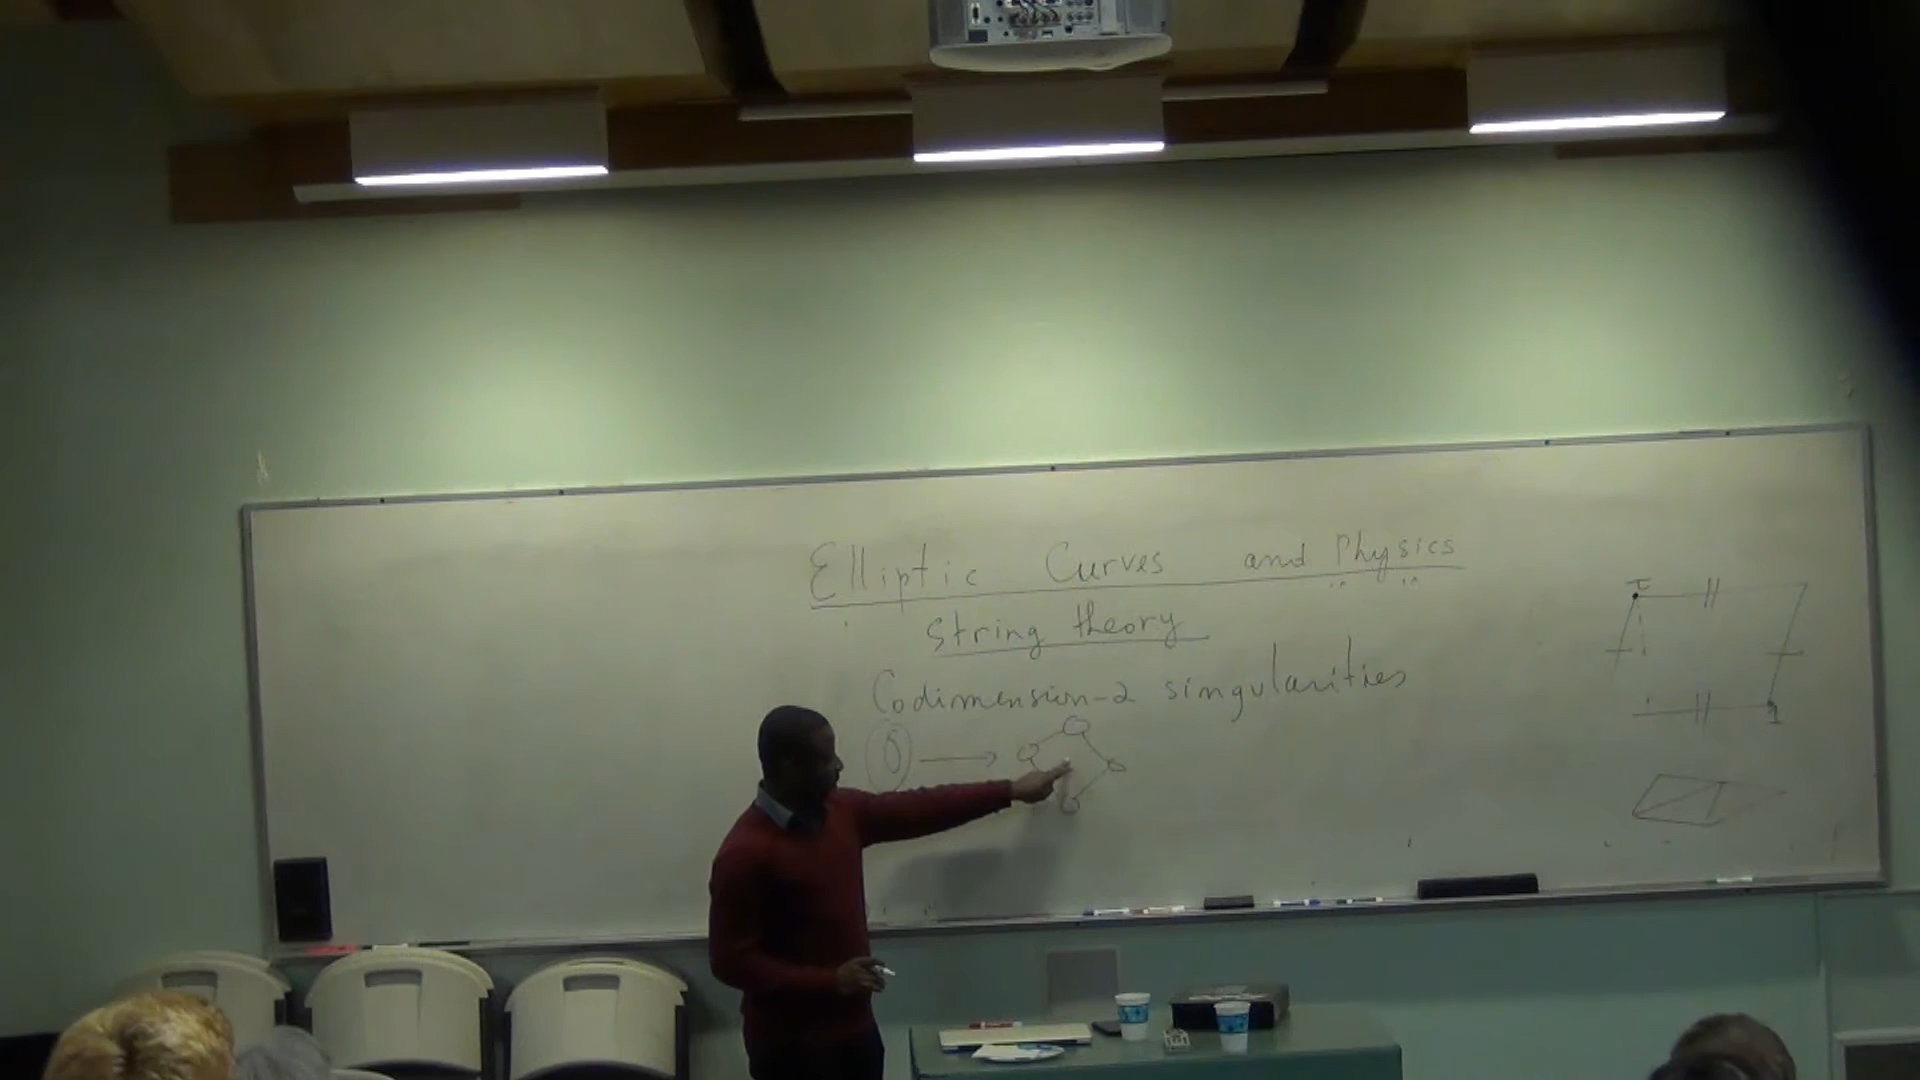 Elliptic Curves and Physics
String theory
Codimension-2 singularities